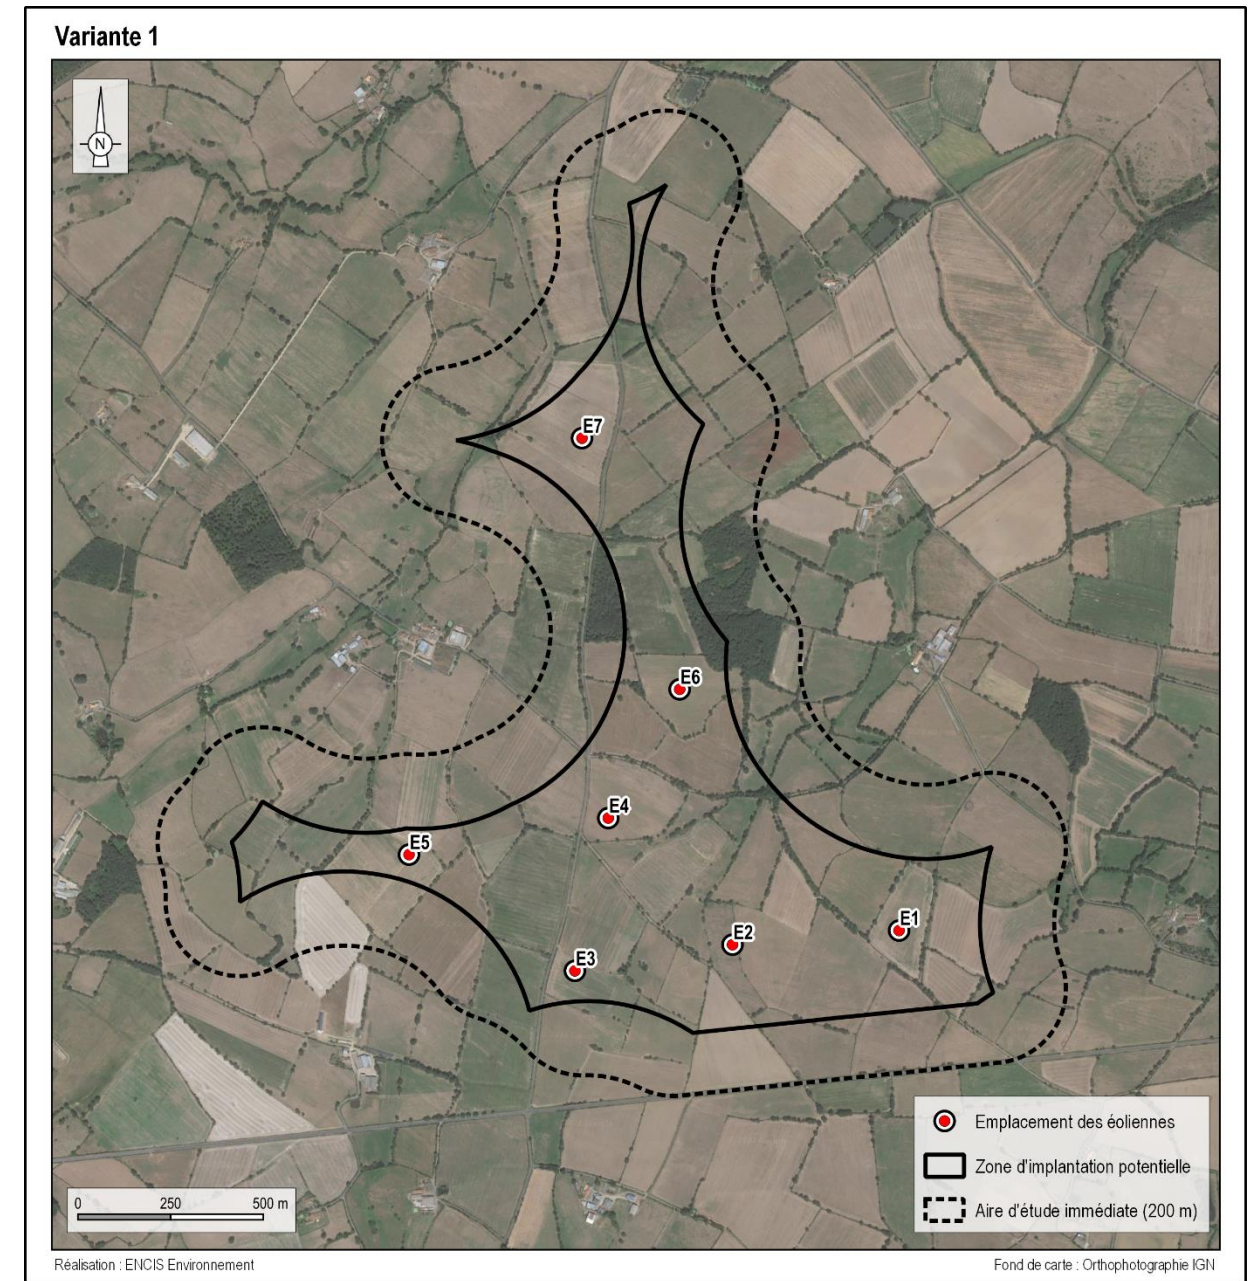 Variante 1
N
E7
E6
E4
E5
E1
E2
E3
Emplacement des éoliennes
Zone d'implantation potentielle
Aire d'étude immédiate (200 m)
0 250 500 m
Réalisation : ENCIS Environnement
Fond de carte : Orthophotographie IGN